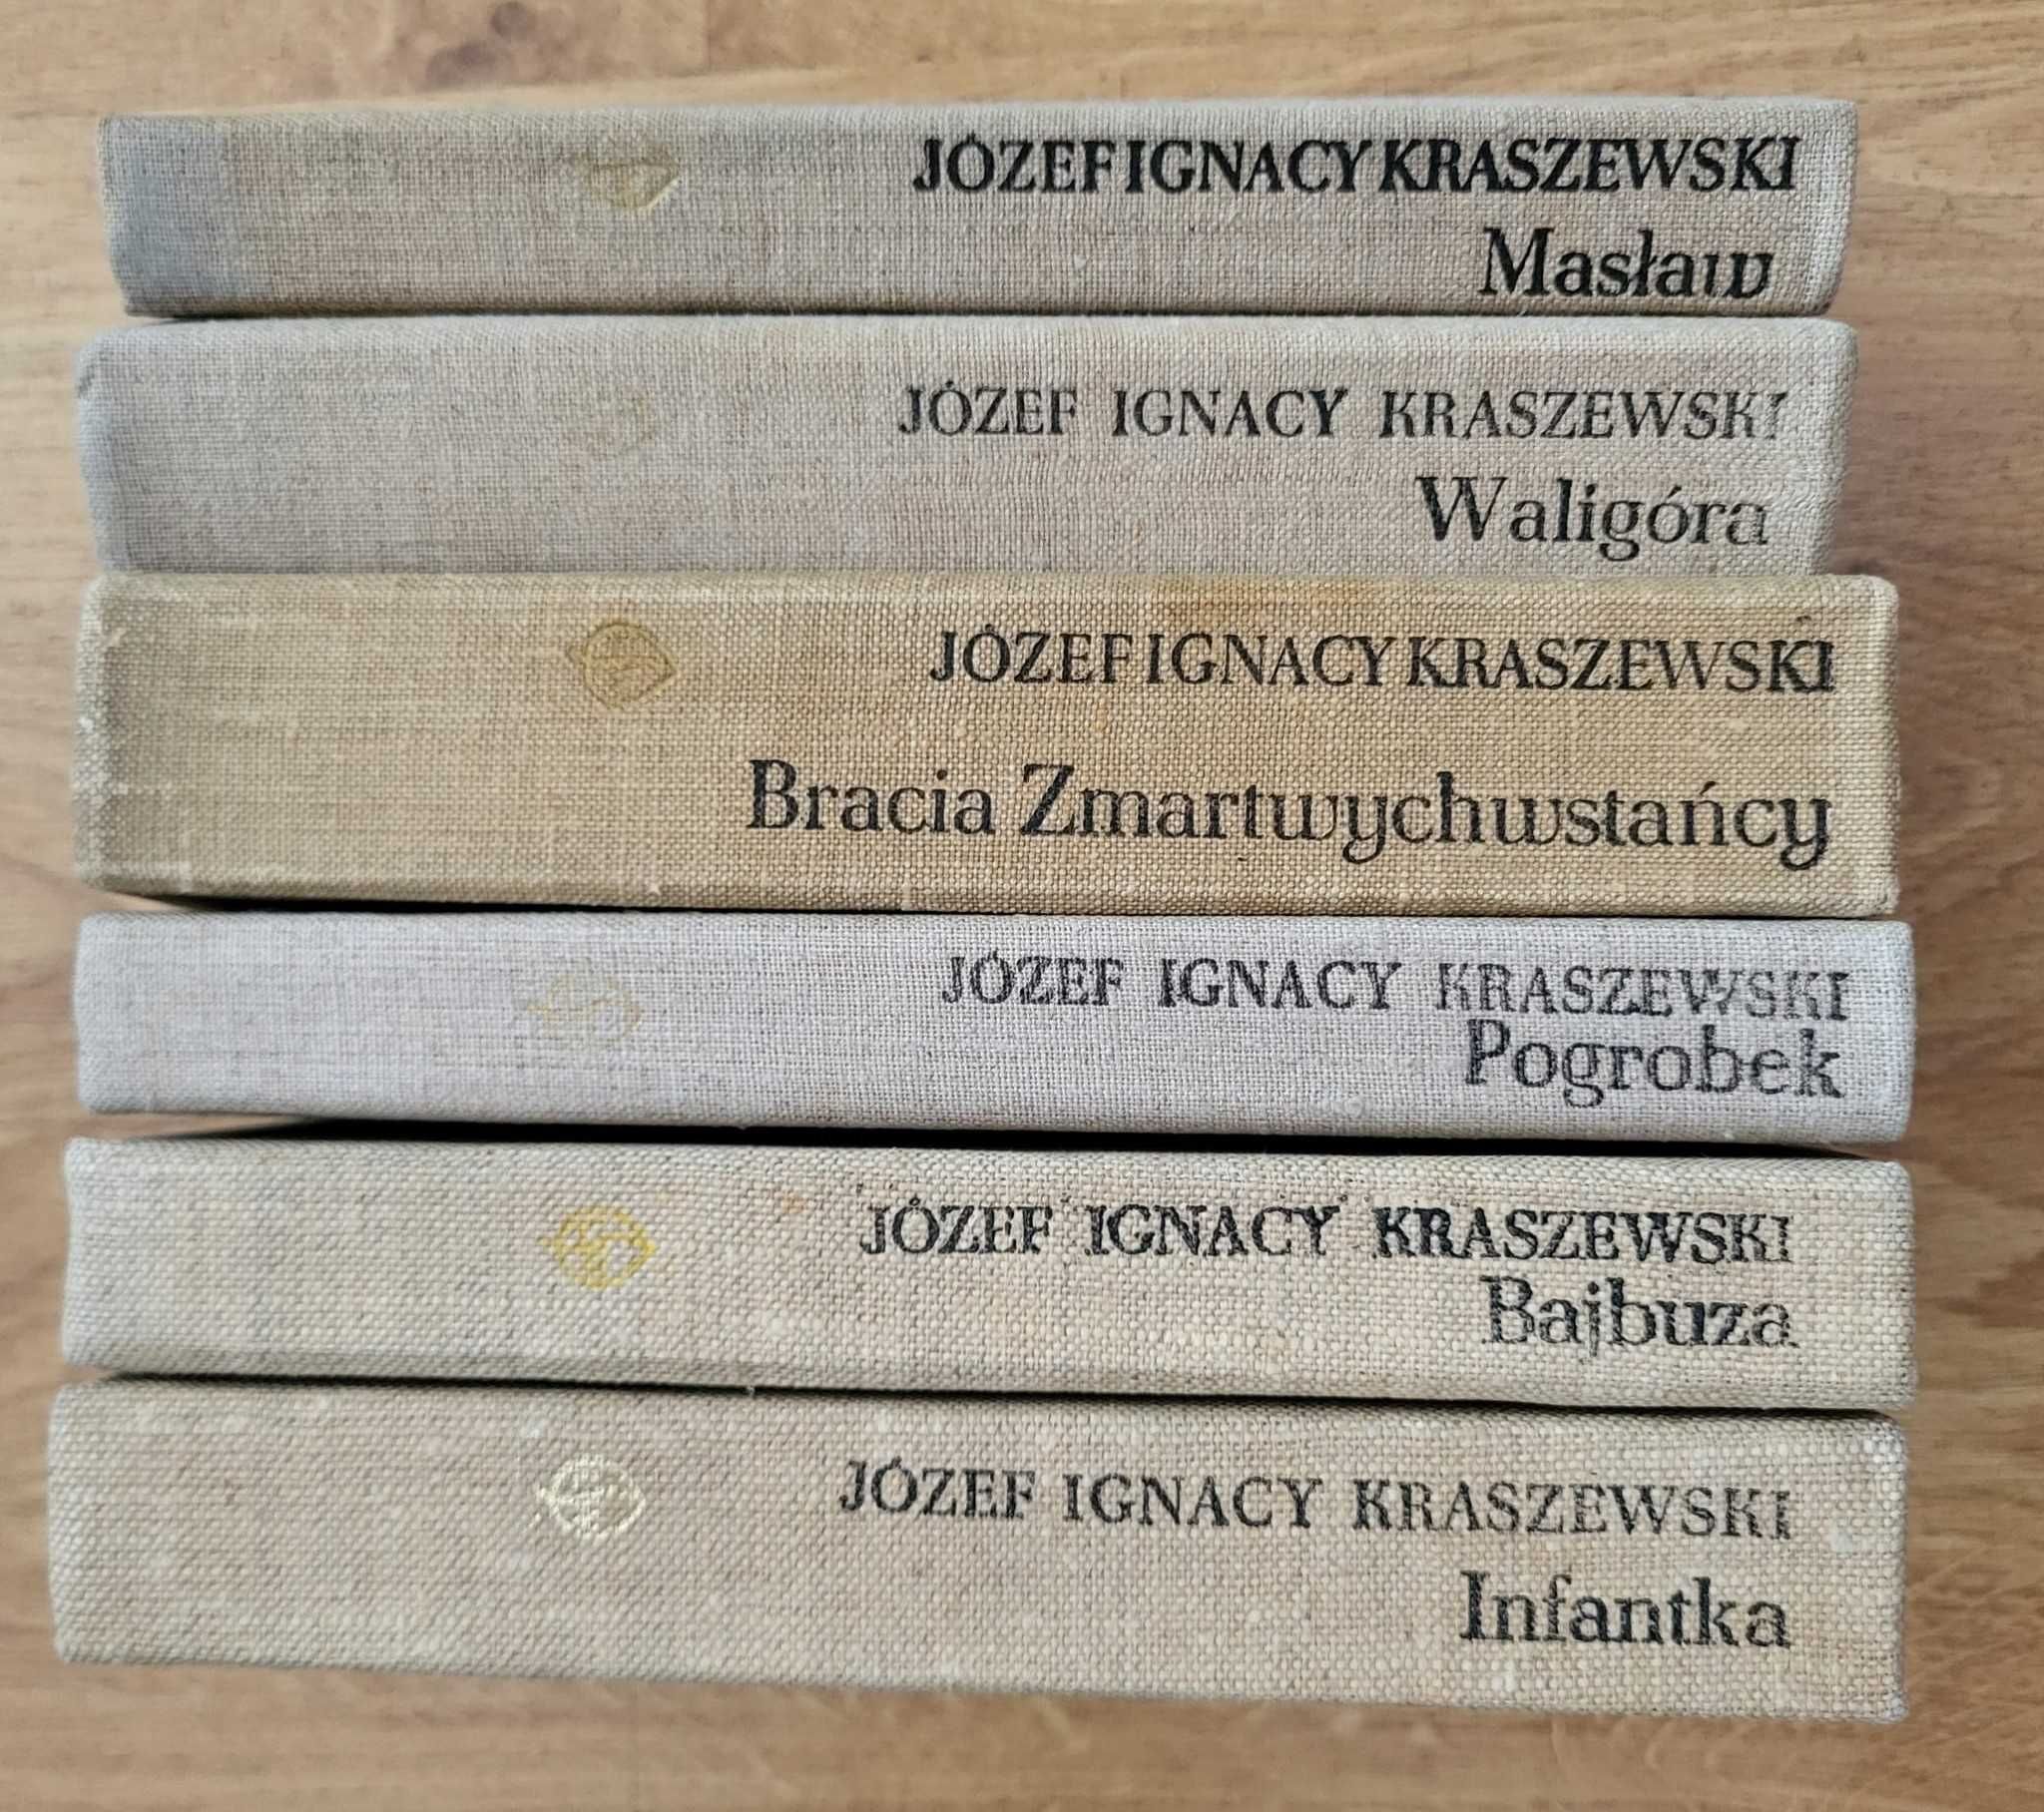 JÓZEF IGNACY KRASZEWSKI
Masław
JÓZEF IGNACY KRASZEWSKI
Waligóra
JÓZEF IGNACY KRASZEWSKI
Bracia Zmartwychwstańcy
JÓZEF IGNACY KRASZEWSKI
Pogrobek
JÓZEF IGNACY KRASZEWSKI
Bajbuza
JÓZEF IGNACY KRASZEWSKI
Infantka